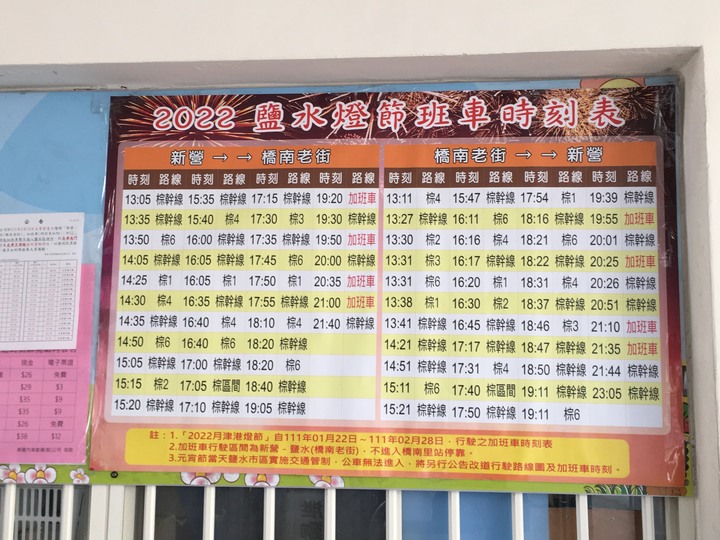 2022 鹽水燈節班車時刻表
新營 → → 橋南老街 橋南老街 → → 新營
時刻 路線 時刻 路線 時刻 路線 時刻 路線 時刻 路線 時刻 路線 時刻 路線 時刻 路線
13:05 棕幹線 15:35 棕幹線 17:15 棕幹線 19:20 加班車 13:11 棕4 15:47 棕幹線 17:54 棕1 19:39 棕幹線
13:35 棕幹線 15:40 棕4 17:30 棕3 19:30 棕幹線 13:27 棕幹線 16:11 棕6 18:16 棕幹線 19:55 加班車
13:50 棕6 16:00 棕幹線 17:35 棕幹線 19:50 加班車 13:30 棕2 16:16 棕4 18:21 棕6 20:01 棕幹線
14:05 棕幹線 16:05 棕幹線 17:45 棕6 20:00 棕幹線 13:31 棕3 16:17 棕幹線 18:22 棕幹線 20:25 加班車
14:25 棕1 16:05 棕1 17:50 棕1 20:35 加班車 13:31 棕6 16:20 棕1 18:31 棕4 20:26 棕幹線
14:30 棕4 16:35 棕幹線 17:55 棕幹線 21:00 加班車 13:38 棕1 16:30 棕2 18:37 棕幹線 20:51 棕幹線
14:35 棕幹線 16:40 棕4 18:10 棕4 21:40 棕幹線 13:41 棕幹線 16:45 棕幹線 18:46 棕3 21:10 加班車
14:50 棕6 16:40 棕6 18:20 棕幹線 14:21 棕幹線 17:17 棕幹線 18:47 棕幹線 21:35 加班車
15:05 棕幹線 17:00 棕幹線 18:20 棕6 14:51 棕幹線 17:31 棕4 18:50 棕幹線 21:44 棕幹線
15:15 棕2 17:05 棕區間 18:40 棕幹線 15:11 棕6 17:40 棕區間 19:11 棕幹線 23:05 棕幹線
15:20 棕幹線 17:10 棕幹線 19:05 棕幹線 15:21 棕幹線 17:50 棕幹線 19:11 棕6
註：1.「2022月津港燈節」自111年01月22日～111年02月28日，行駛之加班車時刻表
2.加班車行駛區間為新營－鹽水(橋南老街)，不進入橋南里站停靠。
3.元宵節當天鹽水市區實施交通管制，公車無法進入，將另行公告改道行駛路線圖及加班車時刻。
公 告
現金 電子票證
$26 免費
$29 $3
$35 $9
$35 $9
$26 免費
$38 $12